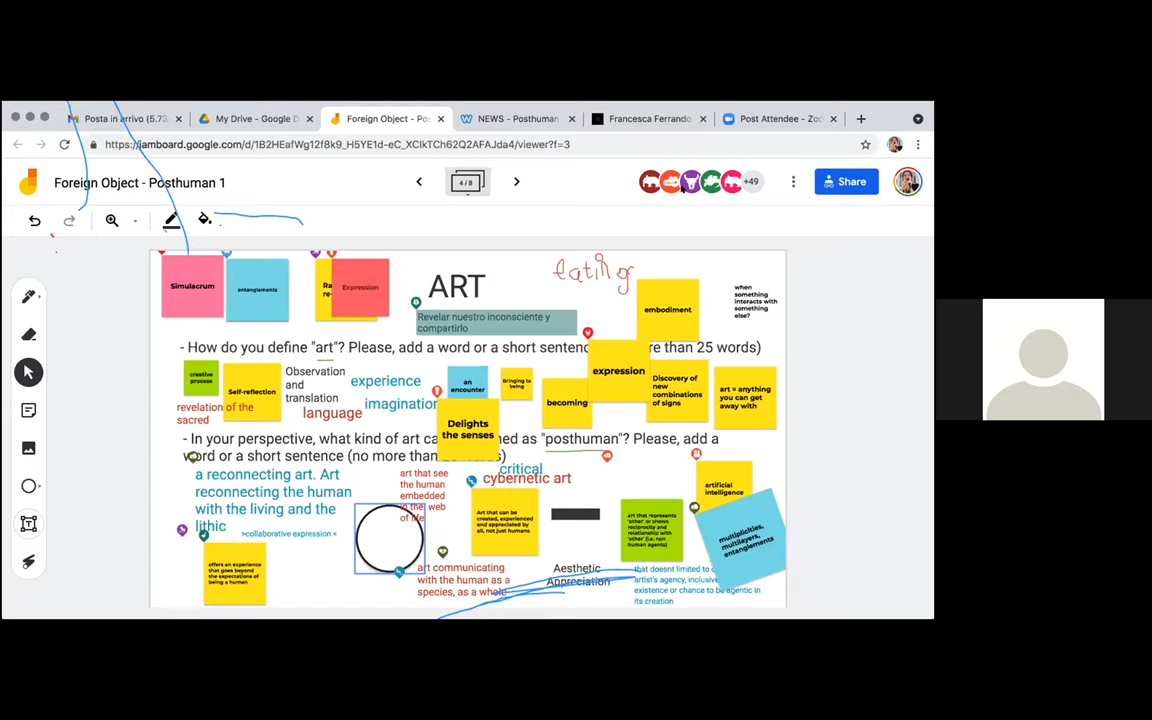 Posta in arrivo (5.73
My Drive - Google D
Foreign Object - Po
NEWS - Posthuman
Francesca Ferrando
Post Attendee - Zoo
https://jamboard.google.com/d/1B2HEafWg12f8k9_H5YE1d-eC_XClkTCh62Q2AFAJda4/viewer?f=3
Foreign Object - Posthuman 1
4/8
+49
Share
Simulacrum
entanglements
Ra
re-
Expression
ART
eating
embodiment
when
something
interacts with
something
else?
Revelar nuestro inconsciente y
compartirlo
- How do you define "art"? Please, add a word or a short sentenc
re than 25 words)
creative
process
Self-reflection
Observation
and
translation
experience
an
encounter
Bringing to
being
expression
becoming
Discovery of
new
combinations
of signs
art = anything
you can get
away with
revelation of the
sacred
language
imagination
Delights
the senses
- In your perspective, what kind of art ca
ned as "posthuman"? Please, add a
word or a short sentence (no more than
critical
cybernetic art
a reconnecting art. Art
reconnecting the human
with the living and the
lithic
art that see
the human
embedded
in the web
of life
artificial
intelligence
Art that can be
created, experienced
and appreciated by
all, not just humans
art that represents
'other' or shows
reciprocity and
relationship with
'other' (i.e. non
human agents)
multiplicities,
multilayers,
entanglements
>collaborative expression <
offers an experience
that goes beyond
the expectations of
being a human
art communicating
with the human as a
species, as a whole
Aesthetic
Appreciation
that doesnt limited to
artist's agency, inclusive
existence or chance to be agentic in
its creation